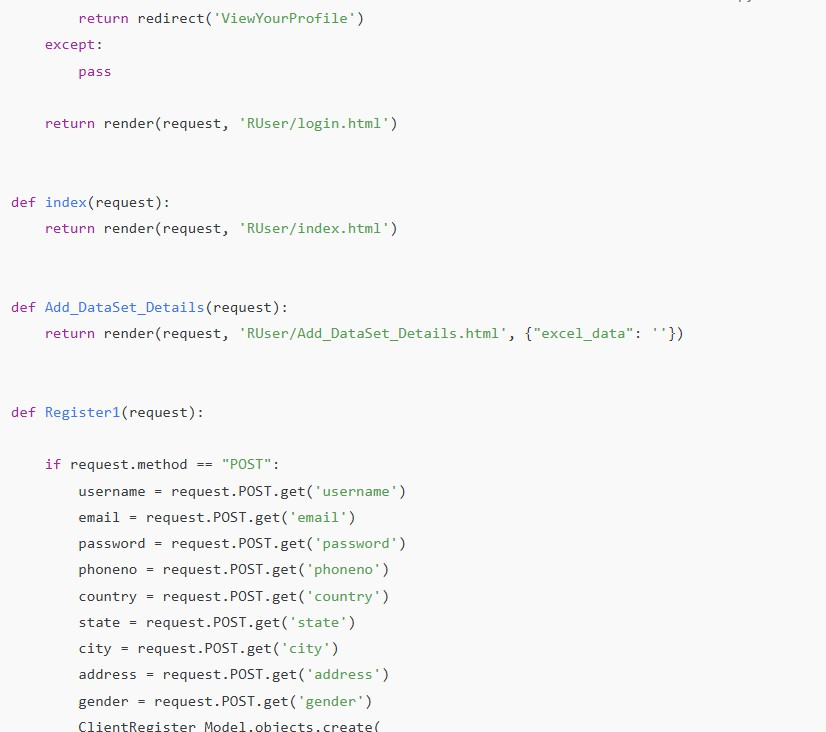 return redirect('ViewYourProfile')
except:
pass
return render(request, 'RUser/login.html')
def index(request):
return render(request, 'RUser/index.html')
def Add_DataSet_Details(request):
return render(request, 'RUser/Add_DataSet_Details.html', {"excel_data": ''})
def Register1(request):
if request.method == "POST":
username = request.POST.get('username')
email = request.POST.get('email')
password = request.POST.get('password')
phoneno = request.POST.get('phoneno')
country = request.POST.get('country')
state = request.POST.get('state')
city = request.POST.get('city')
address = request.POST.get('address')
gender = request.POST.get('gender')
ClientRegister_Model.objects.create(